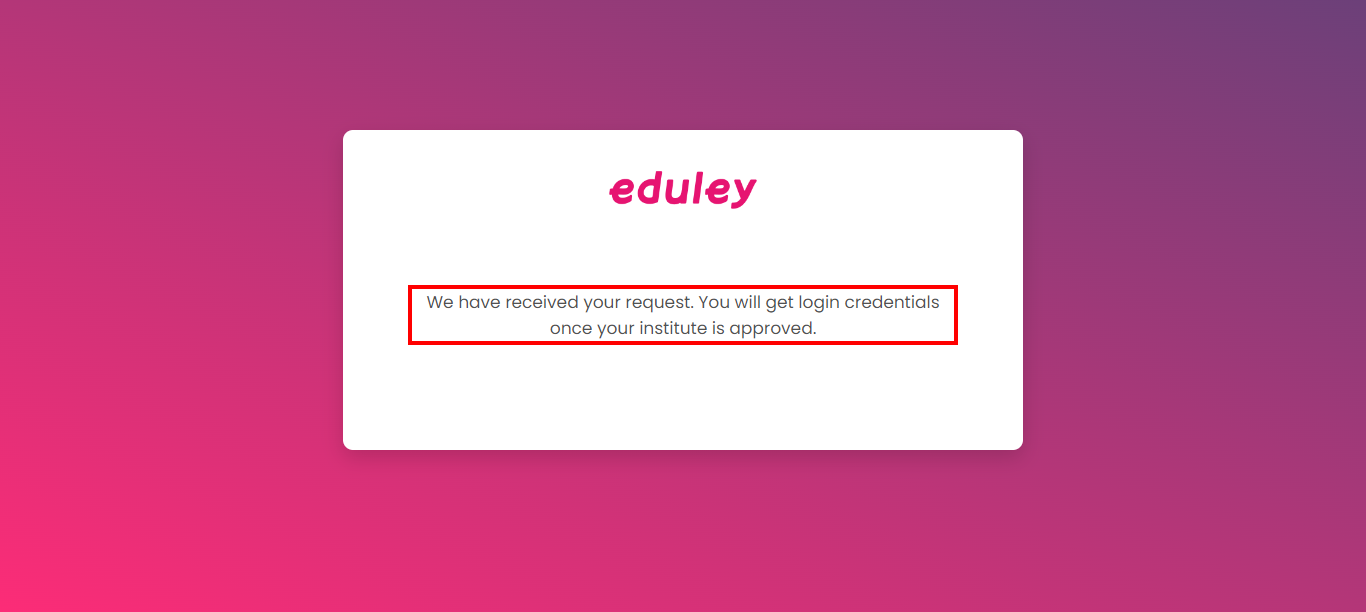 eduley
We have received your request. You will get login credentials
once your institute is approved.